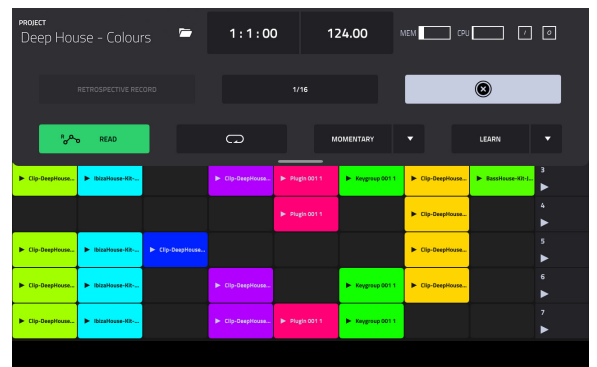 PROJECT
Deep House - Colours
1:1:00
124.00
MEM
CPU
I
O
RETROSPECTIVE RECORD
1/16
R
READ
MOMENTARY
LEARN
Clip-DeepHouse... IbizaHouse-Kit-... Clip-DeepHouse... Plugin 001 1 Keygroup 001 1 Clip-DeepHouse... BassHouse-Kit-(... 3
Plugin 001 1 Clip-DeepHouse... 4
Clip-DeepHouse... IbizaHouse-Kit-... Clip-DeepHouse... Clip-DeepHouse... 5
Clip-DeepHouse... IbizaHouse-Kit-... Clip-DeepHouse... Keygroup 001 1 Clip-DeepHouse... 6
Clip-DeepHouse... IbizaHouse-Kit-... Clip-DeepHouse... Plugin 001 1 Keygroup 001 1 7